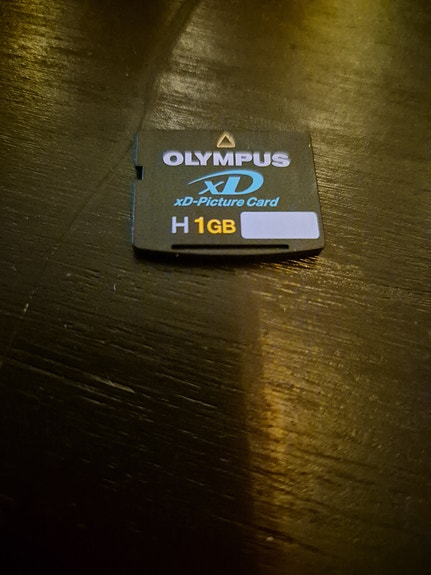 OLYMPUS
xD
xD-Picture Card
H 1GB